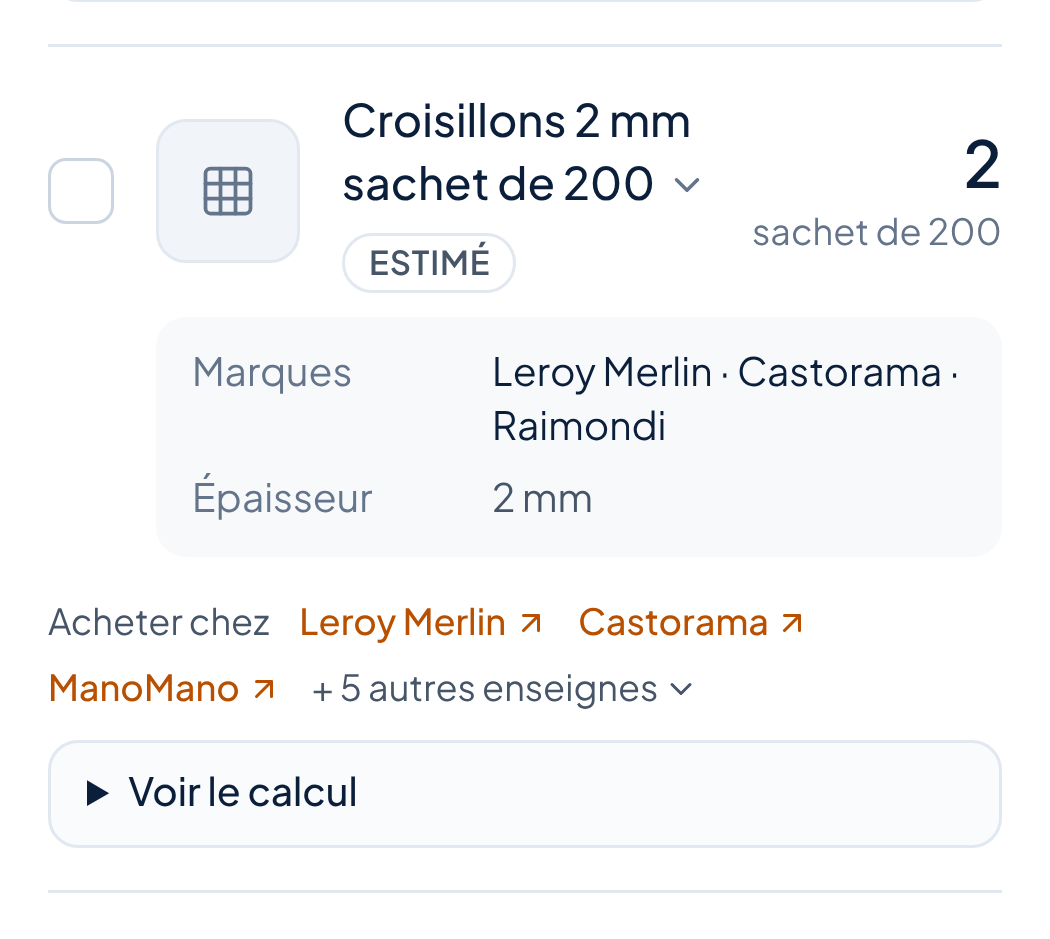 Croisillons 2 mm
sachet de 200
2
sachet de 200
ESTIMÉ
Marques
Leroy Merlin · Castorama ·
Raimondi
Épaisseur
2 mm
Acheter chez Leroy Merlin ↗ Castorama ↗
ManoMano ↗ + 5 autres enseignes
Voir le calcul